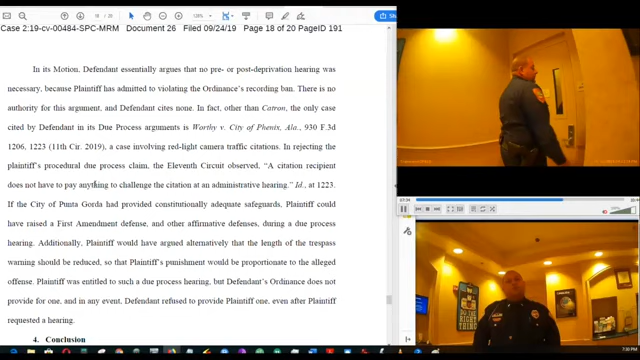 Case 2:19-cv-00484-SPC-MRM Document 26 Filed 09/24/19 Page 18 of 20 PageID 191
In its Motion, Defendant essentially argues that no pre- or post-deprivation hearing was
necessary, because Plaintiff has admitted to violating the Ordinance's recording ban. There is no
authority for this argument, and Defendant cites none. In fact, other than Catron, the only case
cited by Defendant in its Due Process arguments is Worthy v. City of Phenix, Ala., 930 F.3d
1206, 1223 (11th Cir. 2019), a case involving red-light camera traffic citations. In rejecting the
plaintiff's procedural due process claim, the Eleventh Circuit observed, "A citation recipient
does not have to pay anything to challenge the citation at an administrative hearing." Id., at 1223.
If the City of Punta Gorda had provided constitutionally adequate safeguards, Plaintiff could
have raised a First Amendment defense, and other affirmative defenses, during a due process
hearing. Additionally, Plaintiff would have argued alternatively that the length of the trespass
warning should be reduced, so that Plaintiff's punishment would be proportionate to the alleged
offense. Plaintiff was entitled to such a due process hearing, but Defendant's Ordinance does not
provide for one, and in any event, Defendant refused to provide Plaintiff one, even after Plaintiff
requested a hearing.
4. Conclusion
Share
DO THE
RIGHT
THING
7:30 PM